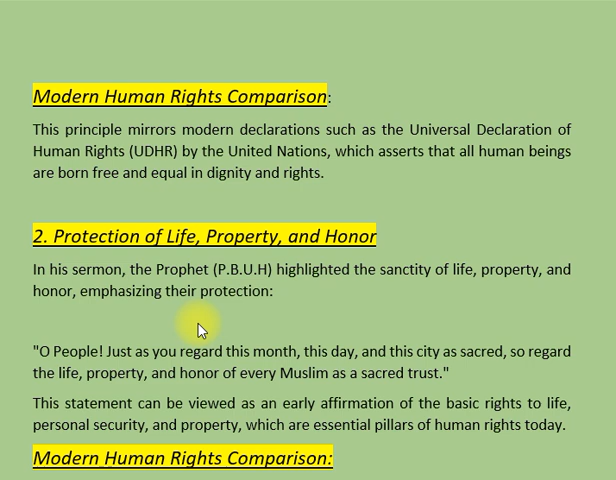 Modern Human Rights Comparison:
This principle mirrors modern declarations such as the Universal Declaration of
Human Rights (UDHR) by the United Nations, which asserts that all human beings
are born free and equal in dignity and rights.
2. Protection of Life, Property, and Honor
In his sermon, the Prophet (P.B.U.H) highlighted the sanctity of life, property, and
honor, emphasizing their protection:
"O People! Just as you regard this month, this day, and this city as sacred, so regard
the life, property, and honor of every Muslim as a sacred trust."
This statement can be viewed as an early affirmation of the basic rights to life,
personal security, and property, which are essential pillars of human rights today.
Modern Human Rights Comparison: